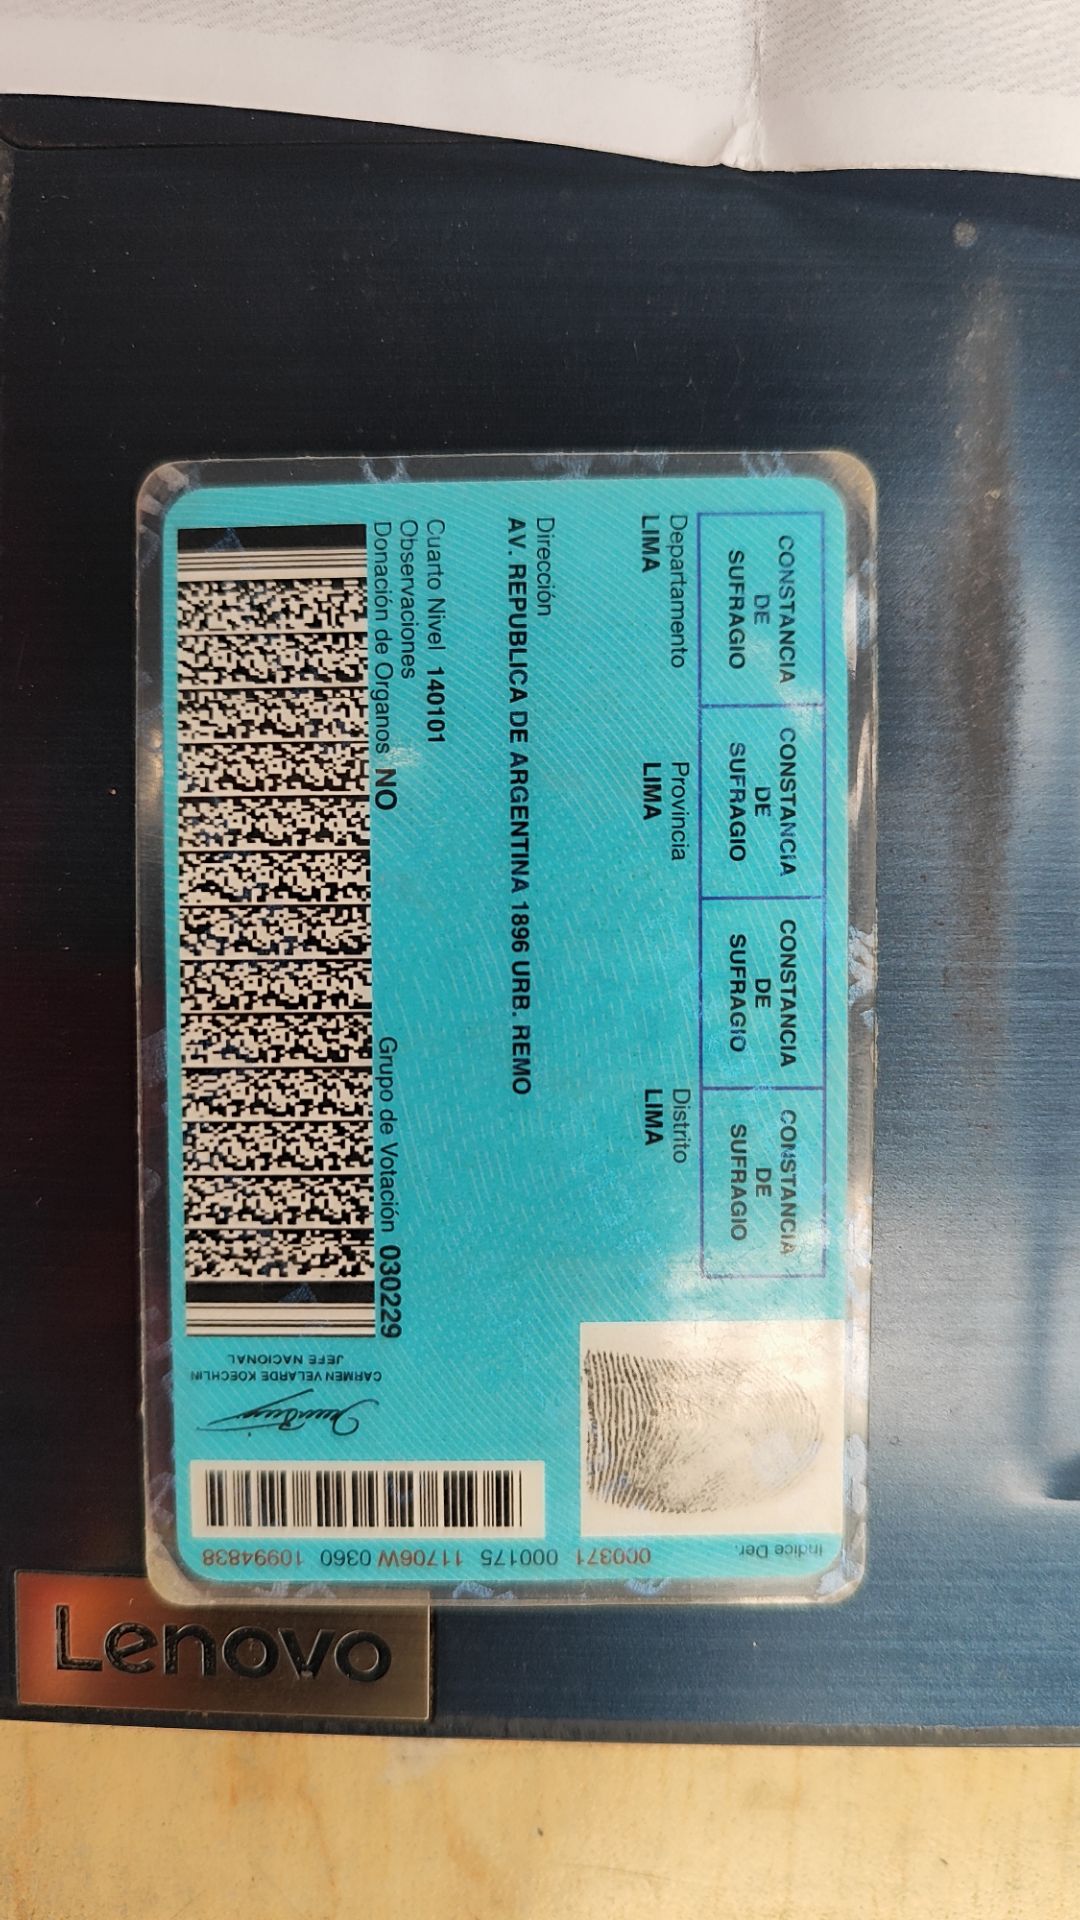 CONSTANCIA
DE
SUFRAGIO
CONSTANCIA
DE
SUFRAGIO
CONSTANCIA
DE
SUFRAGIO
CONSTANCIA
DE
SUFRAGIO
Departamento Provincia Distrito
LIMA LIMA LIMA
Dirección
AV. REPUBLICA DE ARGENTINA 1896 URB. REMO
Cuarto Nivel 140101
Observaciones
Donación de Organos NO Grupo de Votación 030229
CARMEN VELARDE KOECHLIN
JEFE NACIONAL
Indice Der. 000371 000175 11706W 0360 10994838
Lenovo